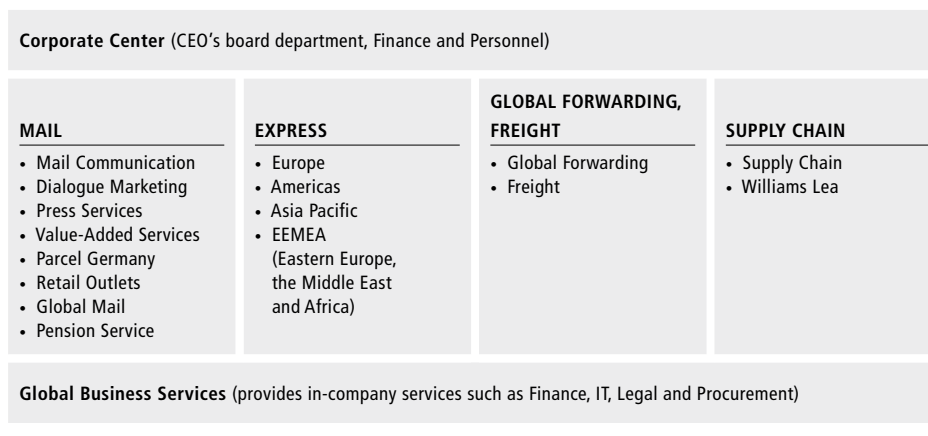 Corporate Center (CEO’s board department, Finance and Personnel)
MAIL
• Mail Communication
• Dialogue Marketing
• Press Services
• Value-Added Services
• Parcel Germany
• Retail Outlets
• Global Mail
• Pension Service
EXPRESS
• Europe
• Americas
• Asia Pacific
• EEMEA
(Eastern Europe,
the Middle East
and Africa)
GLOBAL FORWARDING,
FREIGHT
• Global Forwarding
• Freight
SUPPLY CHAIN
• Supply Chain
• Williams Lea
Global Business Services (provides in-company services such as Finance, IT, Legal and Procurement)